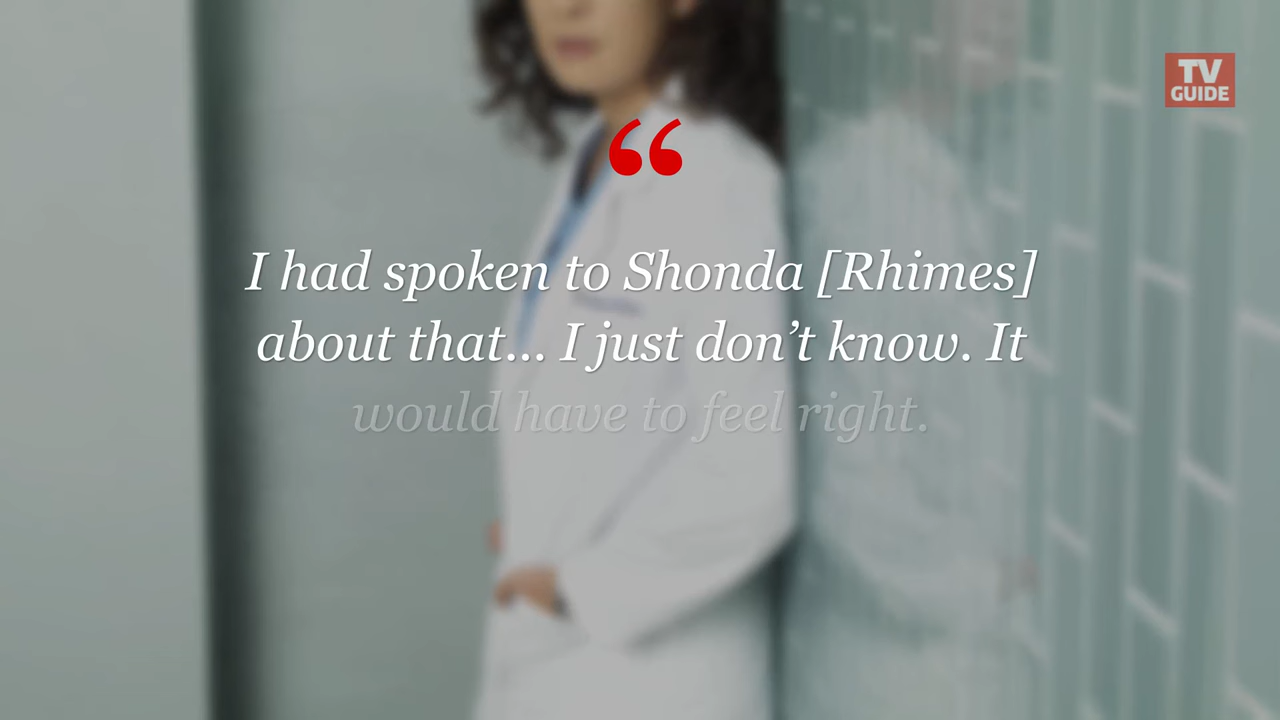 TV
GUIDE
“
I had spoken to Shonda [Rhimes]
about that... I just don’t know. It
would have to feel right.